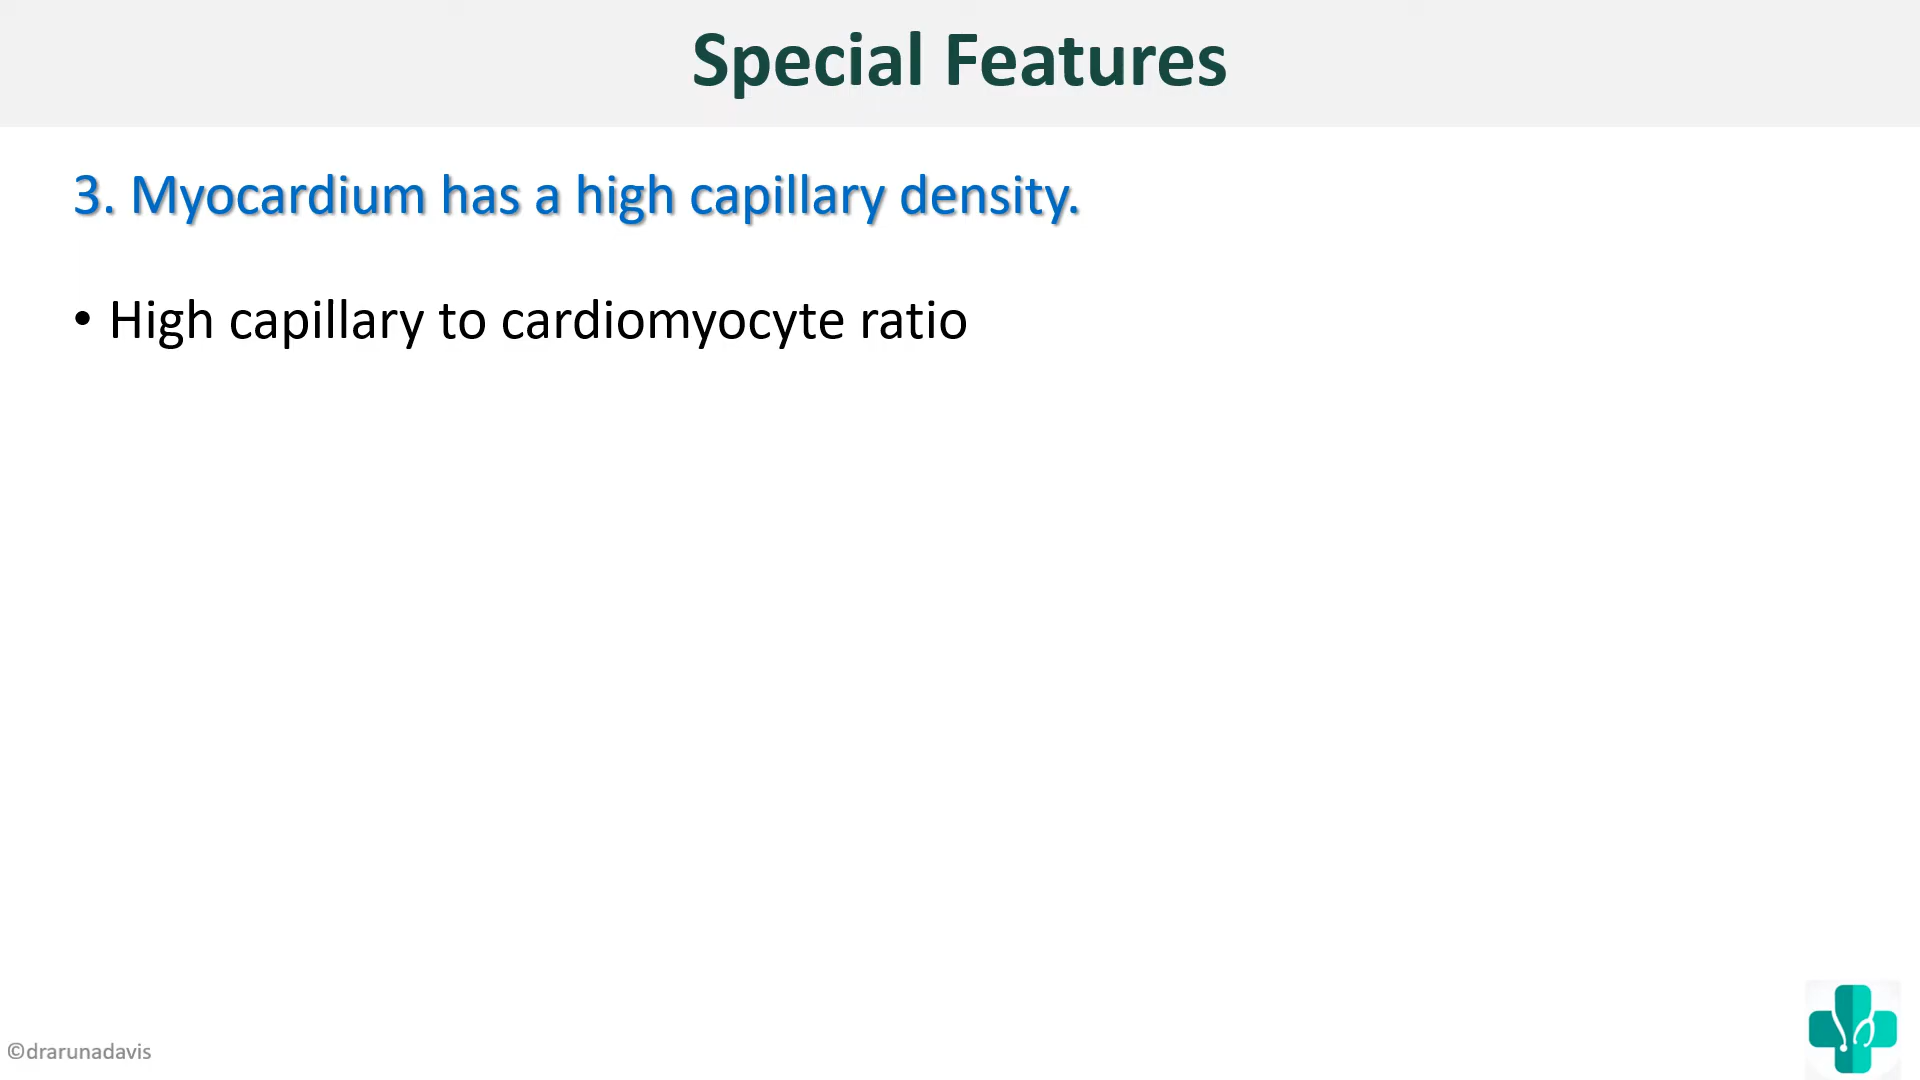 Special Features
3. Myocardium has a high capillary density.
• High capillary to cardiomyocyte ratio
©drarunadavis